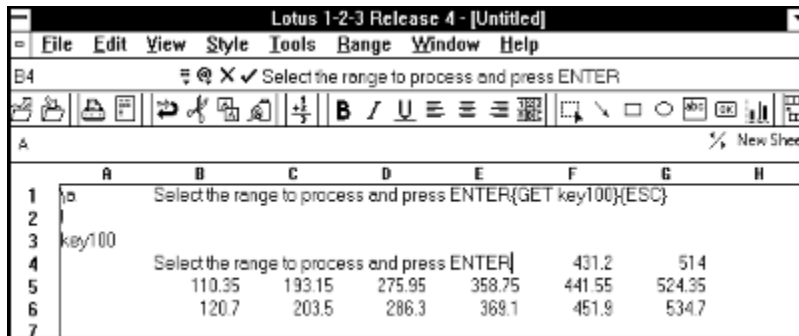 Lotus 1-2-3 Release 4 - [Untitled]
File Edit View Style Tools Range Window Help
B4 @ Select the range to process and press ENTER
B I U abc OK
A New Shee
A B C D E F G H
1 \a Select the range to process and press ENTER{GET key100}{ESC}
2
3 key100
4 Select the range to process and press ENTER 431.2 514
5 110.35 193.15 275.95 358.75 441.55 524.35
6 120.7 203.5 286.3 369.1 451.9 534.7
7